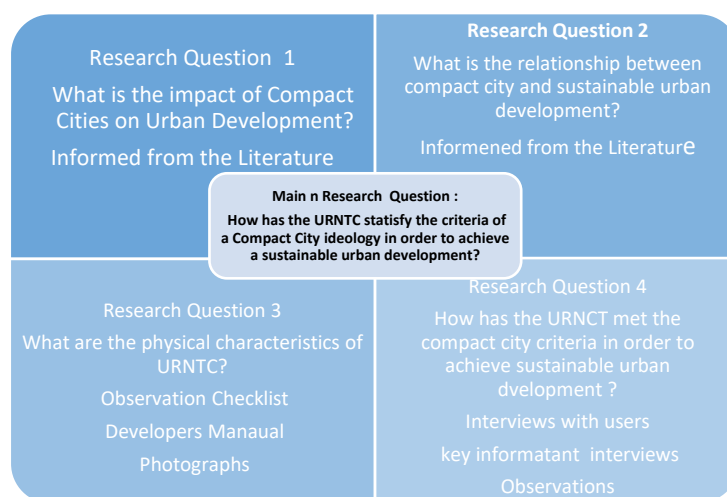 Research Question 1
What is the impact of Compact
Cities on Urban Development?
Informed from the Literature
Research Question 2
What is the relationship between
compact city and sustainable urban
development?
Informened from the Literature
Main n Research Question :
How has the URNTC statisfy the criteria of
a Compact City ideology in order to achieve
a sustainable urban development?
Research Question 3
What are the physical characteristics of
URNTC?
Observation Checklist
Developers Manaual
Photographs
Research Question 4
How has the URNCT met the
compact city criteria in order to
achieve sustainable urban
dvelopment ?
Interviews with users
key informatant interviews
Observations